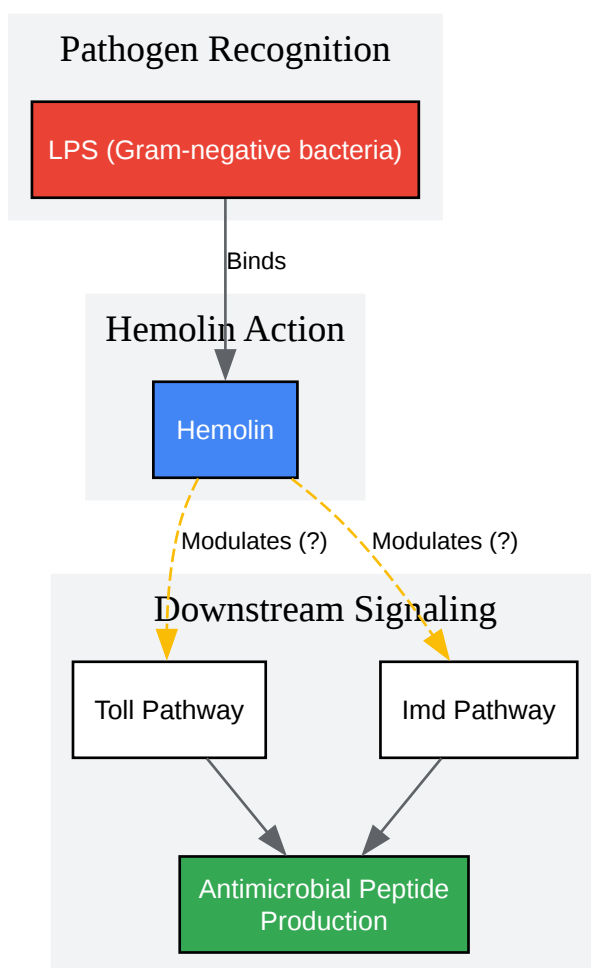 Pathogen Recognition
LPS (Gram-negative bacteria)
Binds
Hemolin Action
Hemolin
Modulates (?)
Modulates (?)
Downstream Signaling
Toll Pathway
Imd Pathway
Antimicrobial Peptide
Production